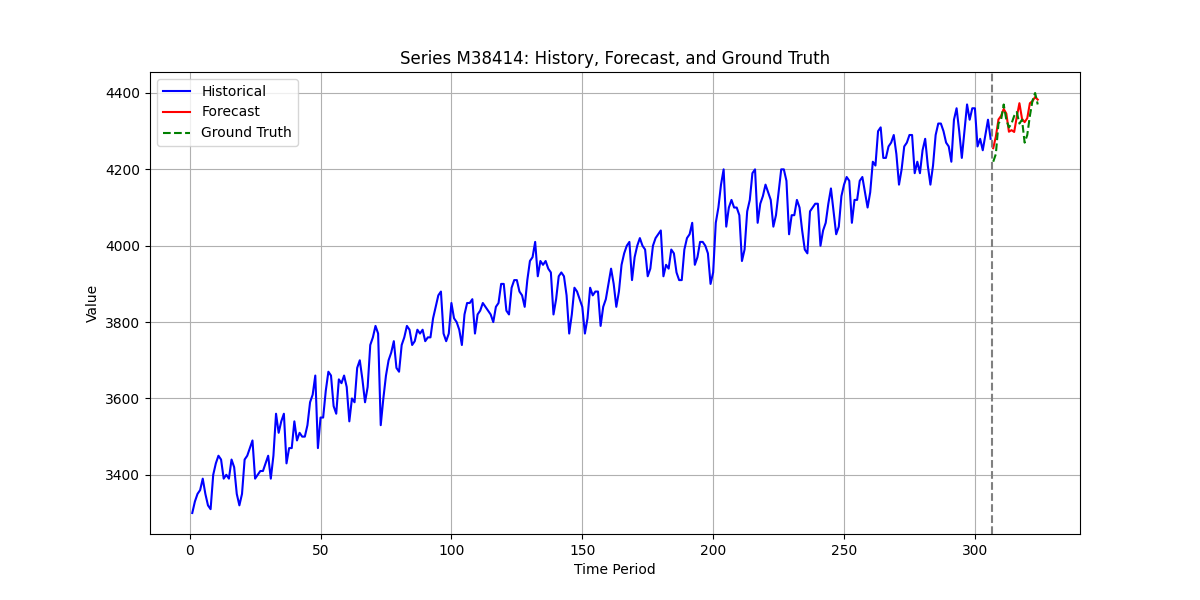 Series M38414: History, Forecast, and Ground Truth
Historical
Forecast
Ground Truth
Value
4400
4200
4000
3800
3600
3400
0 50 100 150 200 250 300
Time Period